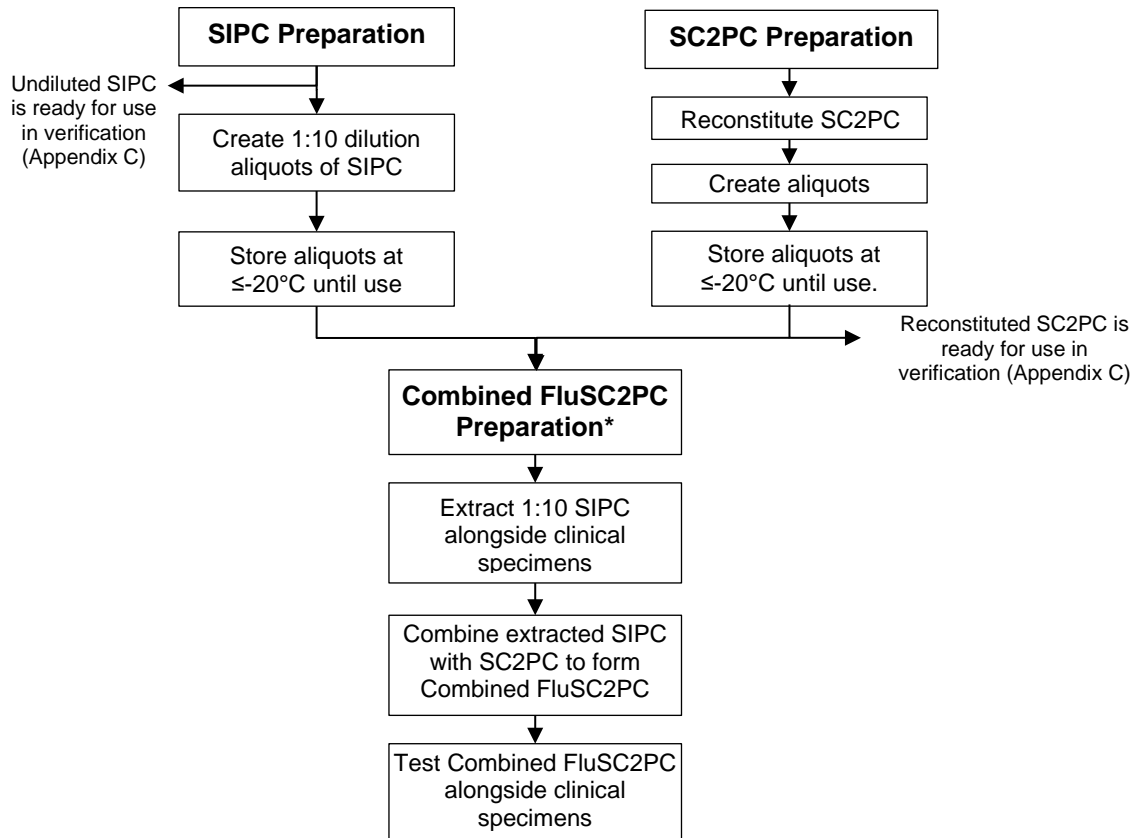 SIPC Preparation
Undiluted SIPC
is ready for use
in verification
(Appendix C)
Create 1:10 dilution
aliquots of SIPC
Store aliquots at
≤-20°C until use
SC2PC Preparation
Reconstitute SC2PC
Create aliquots
Store aliquots at
≤-20°C until use.
Reconstituted SC2PC is
ready for use in
verification (Appendix C)
Combined FluSC2PC
Preparation*
Extract 1:10 SIPC
alongside clinical
specimens
Combine extracted SIPC
with SC2PC to form
Combined FluSC2PC
Test Combined FluSC2PC
alongside clinical
specimens